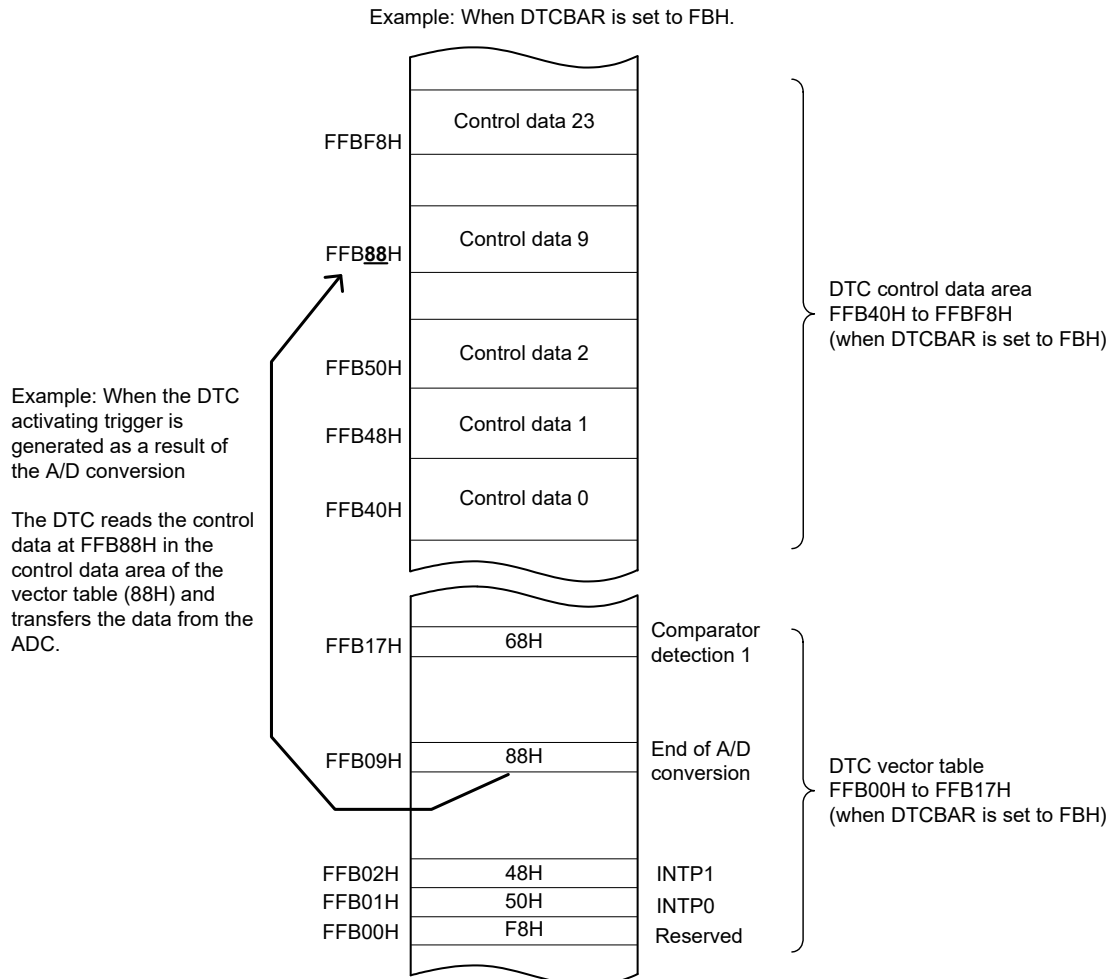 Example: When DTCBAR is set to FBH.
Control data 23
FFBF8H
Control data 9
FFB88H
DTC control data area
FFB40H to FFBF8H
(when DTCBAR is set to FBH)
Control data 2
FFB50H
Example: When the DTC
activating trigger is
generated as a result of
the A/D conversion
Control data 1
FFB48H
Control data 0
FFB40H
The DTC reads the control
data at FFB88H in the
control data area of the
vector table (88H) and
transfers the data from the
ADC.
FFB17H
68H
Comparator
detection 1
FFB09H
88H
End of A/D
conversion
DTC vector table
FFB00H to FFB17H
(when DTCBAR is set to FBH)
FFB02H
48H
INTP1
FFB01H
50H
INTP0
FFB00H
F8H
Reserved